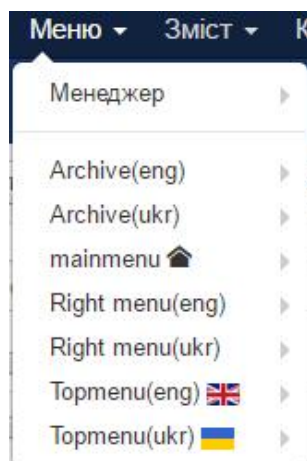 Меню Зміст К
Менеджер
Archive(eng)
Archive(ukr)
mainmenu
Right menu(eng)
Right menu(ukr)
Topmenu(eng)
Topmenu(ukr)